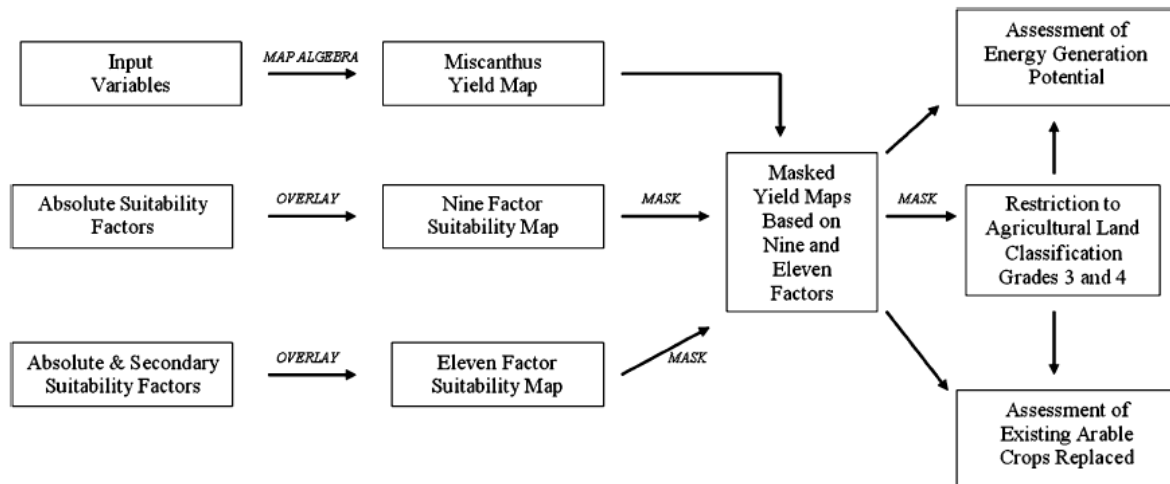 Input
Variables
MAP ALGEBRA
Miscanthus
Yield Map
Assessment of
Energy Generation
Potential
Absolute Suitability
Factors
OVERLAY
Nine Factor
Suitability Map
MASK
Masked
Yield Maps
Based on
Nine and
Eleven
Factors
MASK
Restriction to
Agricultural Land
Classification
Grades 3 and 4
Absolute & Secondary
Suitability Factors
OVERLAY
Eleven Factor
Suitability Map
MASK
Assessment of
Existing Arable
Crops Replaced